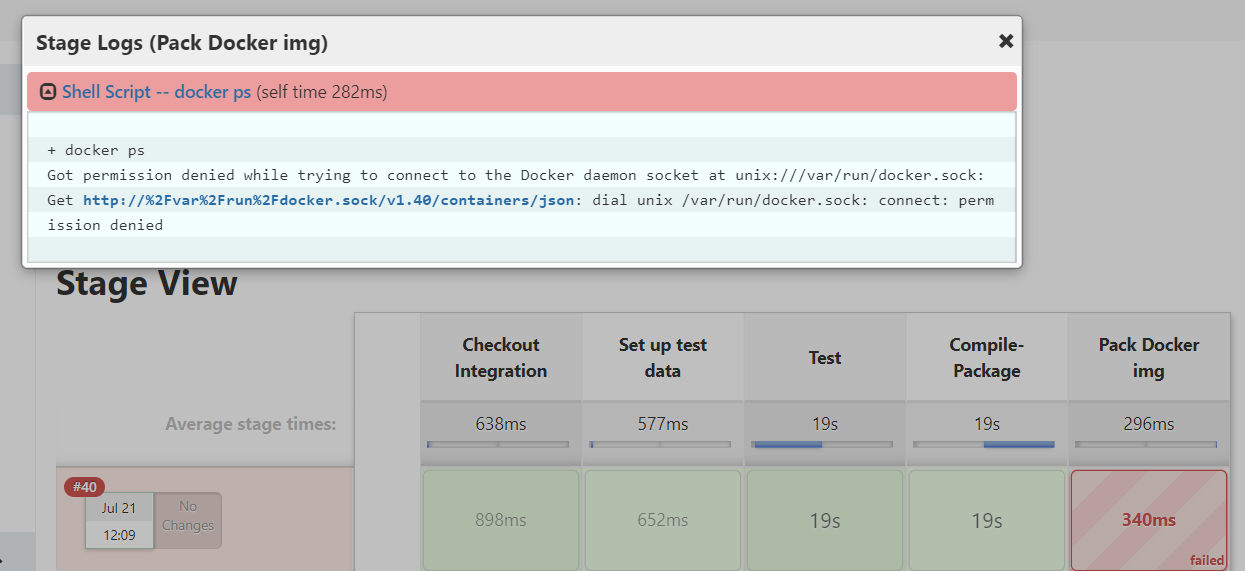 Stage Logs (Pack Docker img)
Shell Script -- docker ps (self time 282ms)
+ docker ps
Got permission denied while trying to connect to the Docker daemon socket at unix:///var/run/docker.sock:
Get http://%2Fvar%2Frun%2Fdocker.sock/v1.40/containers/json: dial unix /var/run/docker.sock: connect: perm
ission denied
Stage View
Checkout Integration
Set up test data
Test
Compile-Package
Pack Docker img
Average stage times:
638ms
577ms
19s
19s
296ms
#40
Jul 21
12:09
No Changes
898ms
652ms
19s
19s
340ms
failed